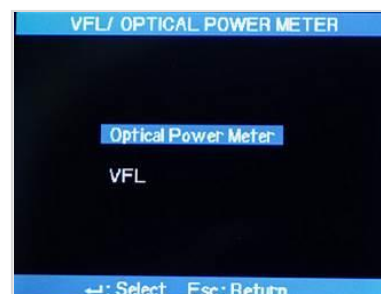 VFL/ OPTICAL POWER METER
Optical Power Meter
VFL
↵: Select Esc: Return